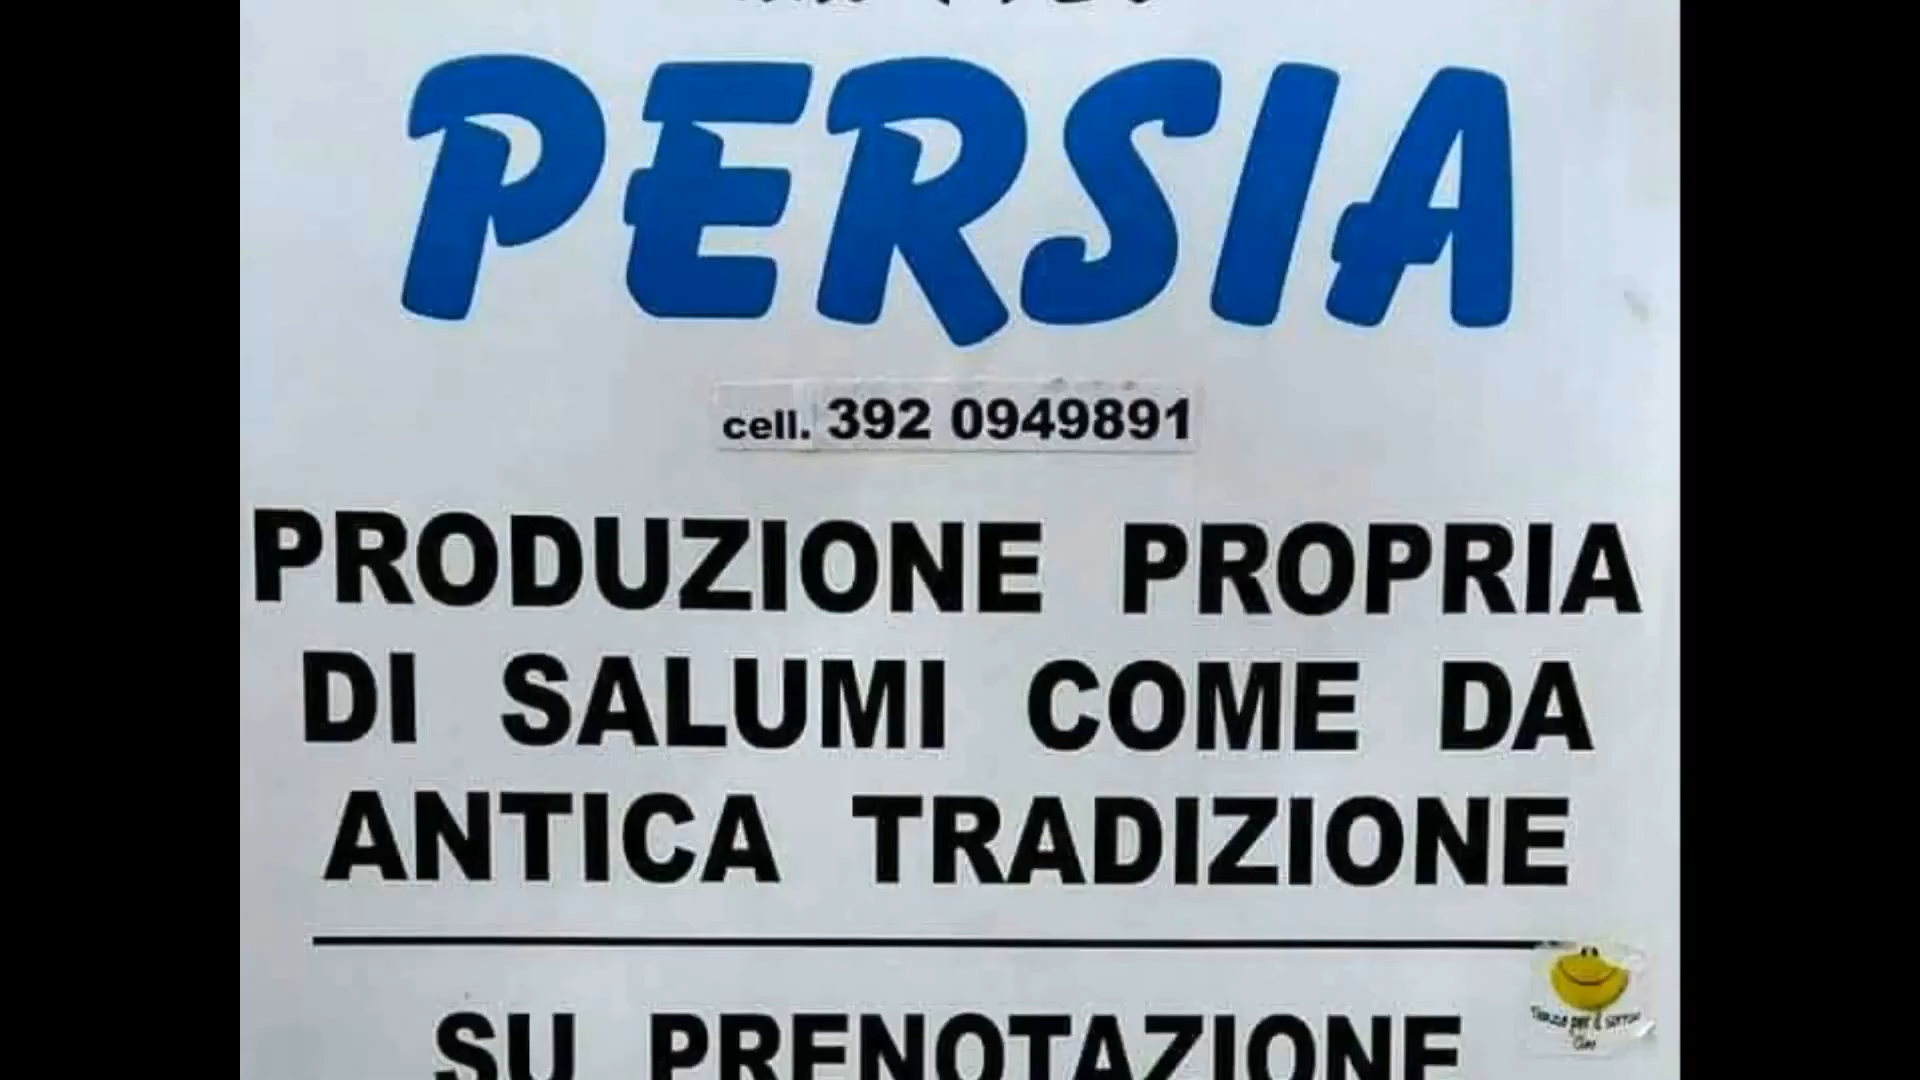 PERSIA
cell. 392 0949891
PRODUZIONE PROPRIA
DI SALUMI COME DA
ANTICA TRADIZIONE
SU PRENOTAZIONE